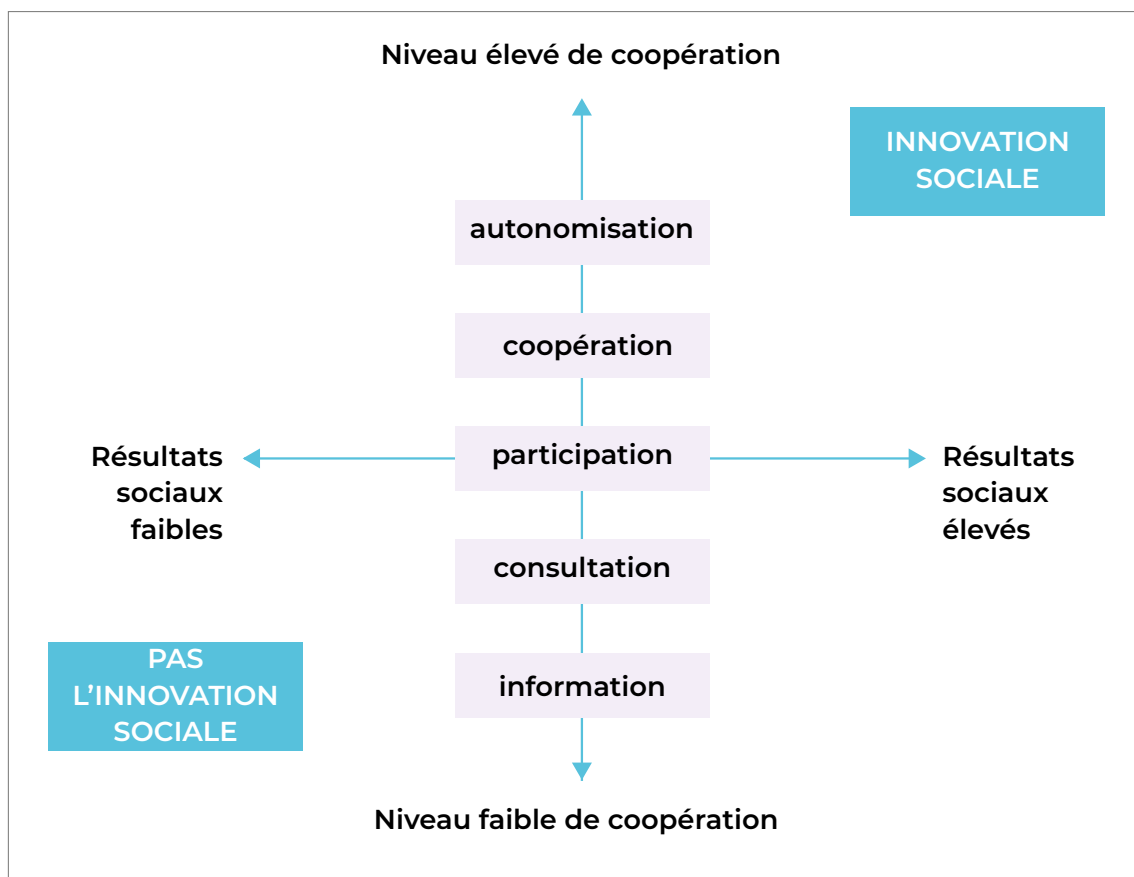 Niveau élevé de coopération
INNOVATION
SOCIALE
autonomisation
coopération
Résultats
sociaux
faibles
participation
Résultats
sociaux
élevés
consultation
PAS
L’INNOVATION
SOCIALE
information
Niveau faible de coopération